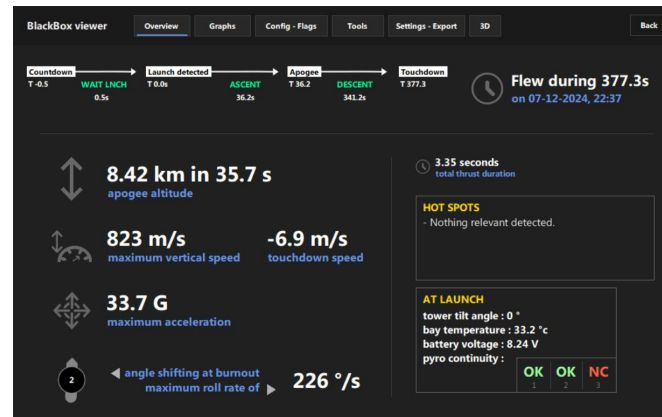 BlackBox viewer
Overview
Graphs
Config - Flags
Tools
Settings - Export
3D
Back
Countdown
Launch detected
Apogee
Touchdown
T -0.5
WAIT LNCH
T 0.0s
ASCENT
T 36.2
DESCENT
T 377.3
0.5s
36.2s
341.2s
Flew during 377.3s
on 07-12-2024, 22:37
8.42 km in 35.7 s
apogee altitude
823 m/s
maximum vertical speed
-6.9 m/s
touchdown speed
33.7 G
maximum acceleration
2
angle shifting at burnout
maximum roll rate of
226 °/s
3.35 seconds
total thrust duration
HOT SPOTS
- Nothing relevant detected.
AT LAUNCH
tower tilt angle : 0 °
bay temperature : 33.2 °c
battery voltage : 8.24 V
pyro continuity :
OK OK NC
1 2 3